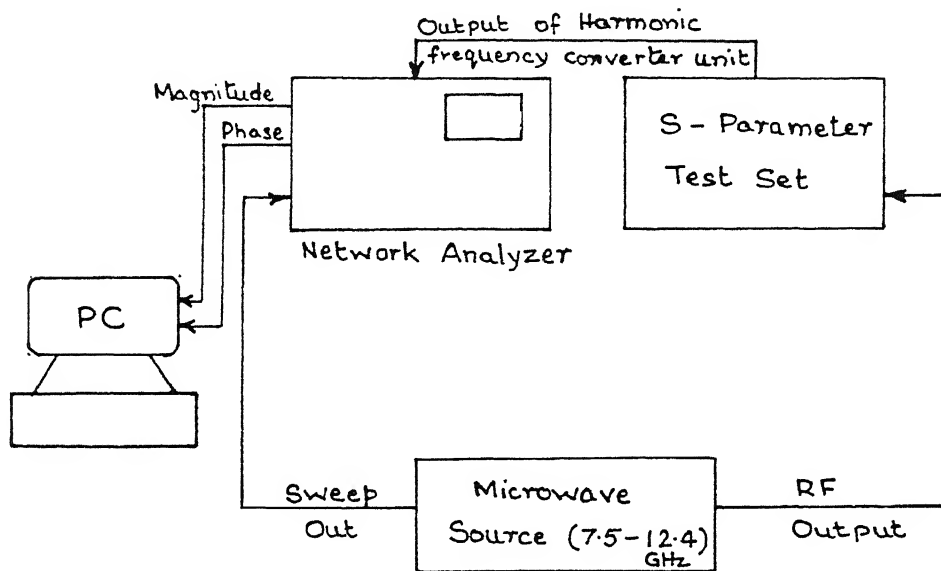 Output of Harmonic
frequency converter unit
Magnitude
Phase
S - Parameter
Test Set
Network Analyzer
PC
Sweep
Out
Microwave
Source (7.5-12.4)
GHz
RF
Output